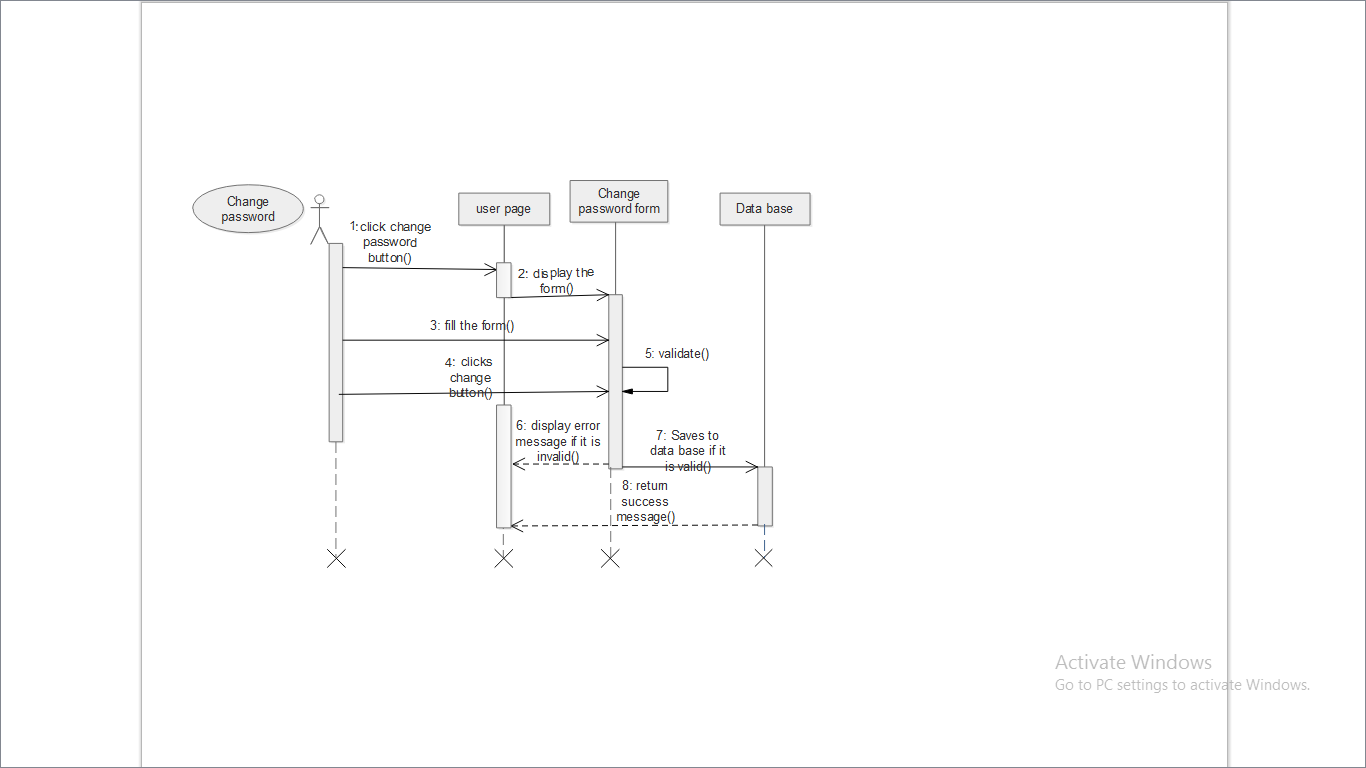 Change
password
user page
Change
password form
Data base
1:click change
password
button()
2: display the
form()
3: fill the form()
5: validate()
4: clicks
change
button()
6: display error
message if it is
invalid()
7: Saves to
data base if it
is valid()
8: return
success
message()
Activate Windows
Go to PC settings to activate Windows.